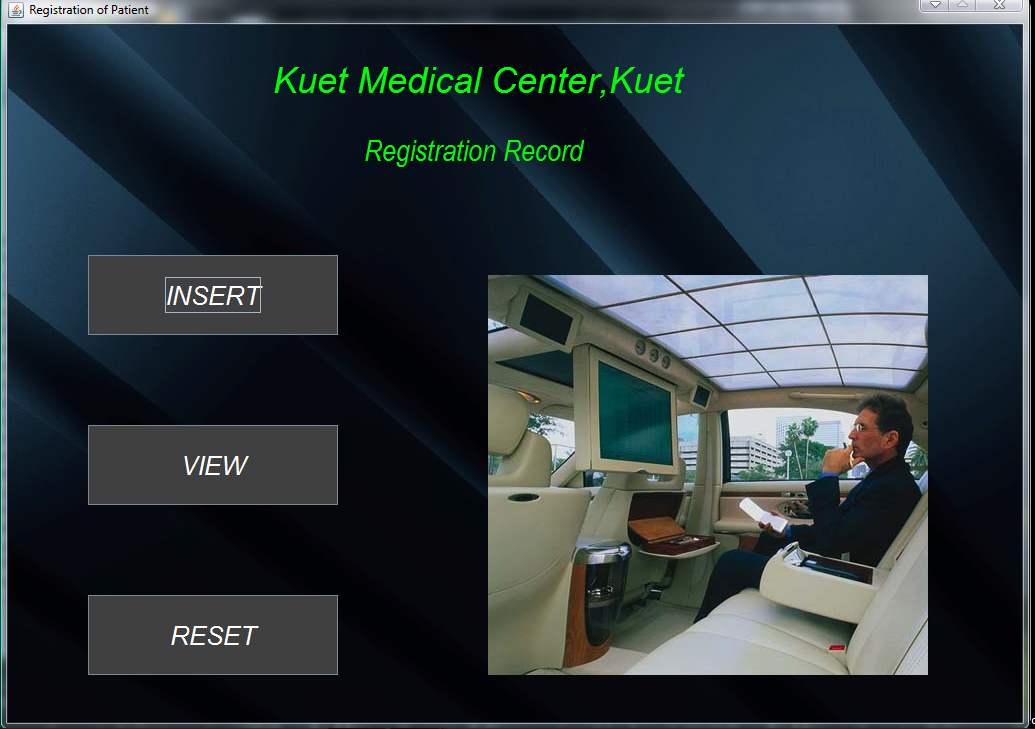 Registration of Patient
Kuet Medical Center,Kuet
Registration Record
INSERT
VIEW
RESET